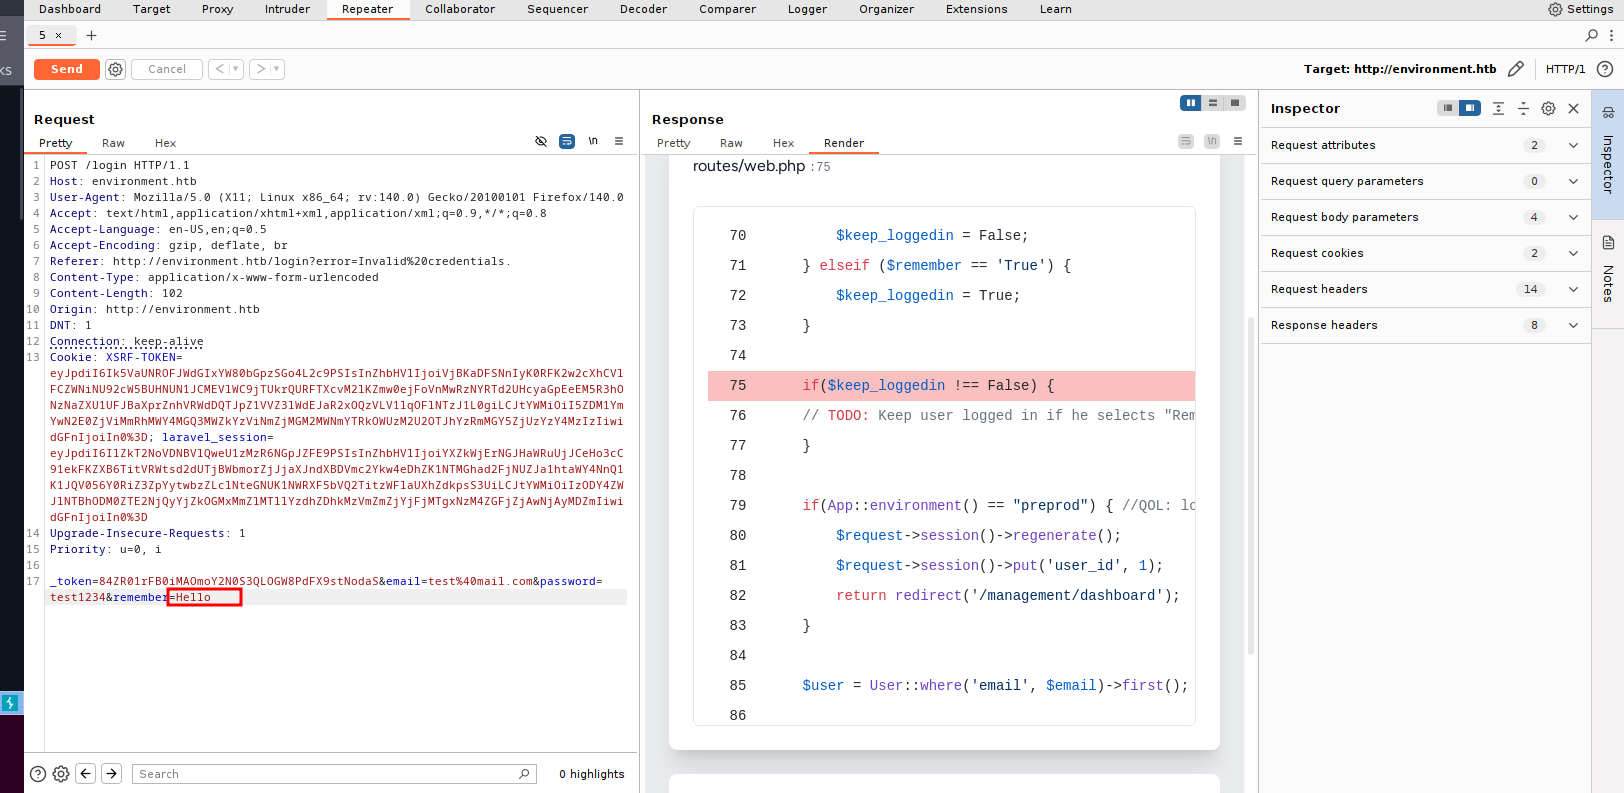 Dashboard Target Proxy Intruder Repeater Collaborator Sequencer Decoder Comparer Logger Organizer Extensions Learn Settings
5 × +
Send Cancel < >
Target: http://environment.htb HTTP/1
Request
Pretty Raw Hex \n
1 POST /login HTTP/1.1
2 Host: environment.htb
3 User-Agent: Mozilla/5.0 (X11; Linux x86_64; rv:140.0) Gecko/20100101 Firefox/140.0
4 Accept: text/html,application/xhtml+xml,application/xml;q=0.9,*/*;q=0.8
5 Accept-Language: en-US,en;q=0.5
6 Accept-Encoding: gzip, deflate, br
7 Referer: http://environment.htb/login?error=Invalid%20credentials.
8 Content-Type: application/x-www-form-urlencoded
9 Content-Length: 102
10 Origin: http://environment.htb
11 DNT: 1
12 Connection: keep-alive
13 Cookie: XSRF-TOKEN=
laravel_session=
14 Upgrade-Insecure-Requests: 1
15 Priority: u=0, i
16
17 _token=84ZR01rFB0iMAOmoY2N0S3QLOGW8PdFX9stNodaS&email=test%40mail.com&password=
test1234&remember=Hello
Search
0 highlights
Response
Pretty Raw Hex Render \n
routes/web.php :75
70 $keep_loggedin = False;
71 } elseif ($remember == 'True') {
72 $keep_loggedin = True;
73 }
74
75 if($keep_loggedin !== False) {
76 // TODO: Keep user logged in if he selects "Rem
77 }
78
79 if(App::environment() == "preprod") { //QOL: lo
80 $request->session()->regenerate();
81 $request->session()->put('user_id', 1);
82 return redirect('/management/dashboard');
83 }
84
85 $user = User::where('email', $email)->first();
86
Inspector
Request attributes 2
Request query parameters 0
Request body parameters 4
Request cookies 2
Request headers 14
Response headers 8
Inspector
Notes